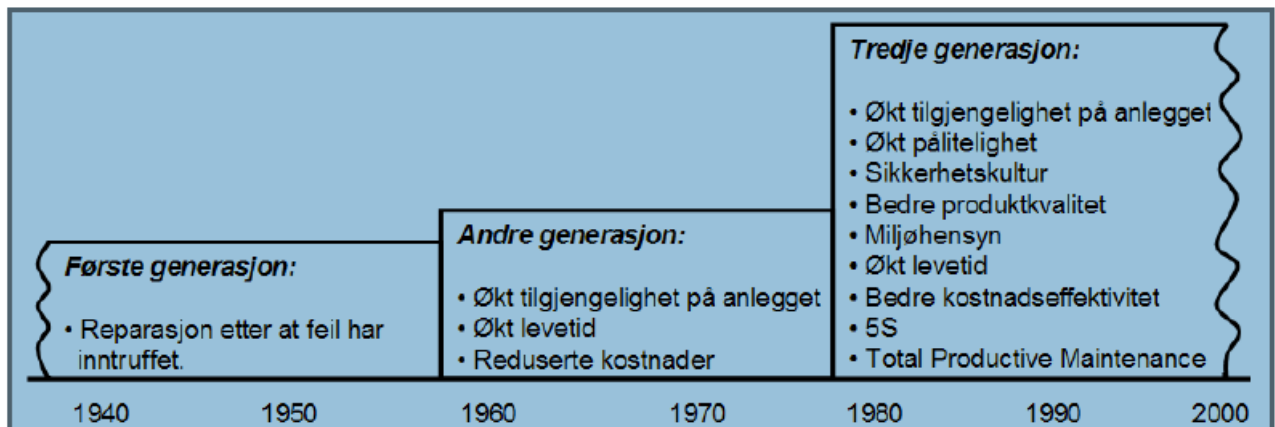 Første generasjon:
• Reparasjon etter at feil har
inntruffet.
Andre generasjon:
• Økt tilgjengelighet på anlegget
• Økt levetid
• Reduserte kostnader
Tredje generasjon:
• Økt tilgjengelighet på anlegget
• Økt pålitelighet
• Sikkerhetskultur
• Bedre produktkvalitet
• Miljøhensyn
• Økt levetid
• Bedre kostnadseffektivitet
• 5S
• Total Productive Maintenance
1940 1950 1960 1970 1980 1990 2000